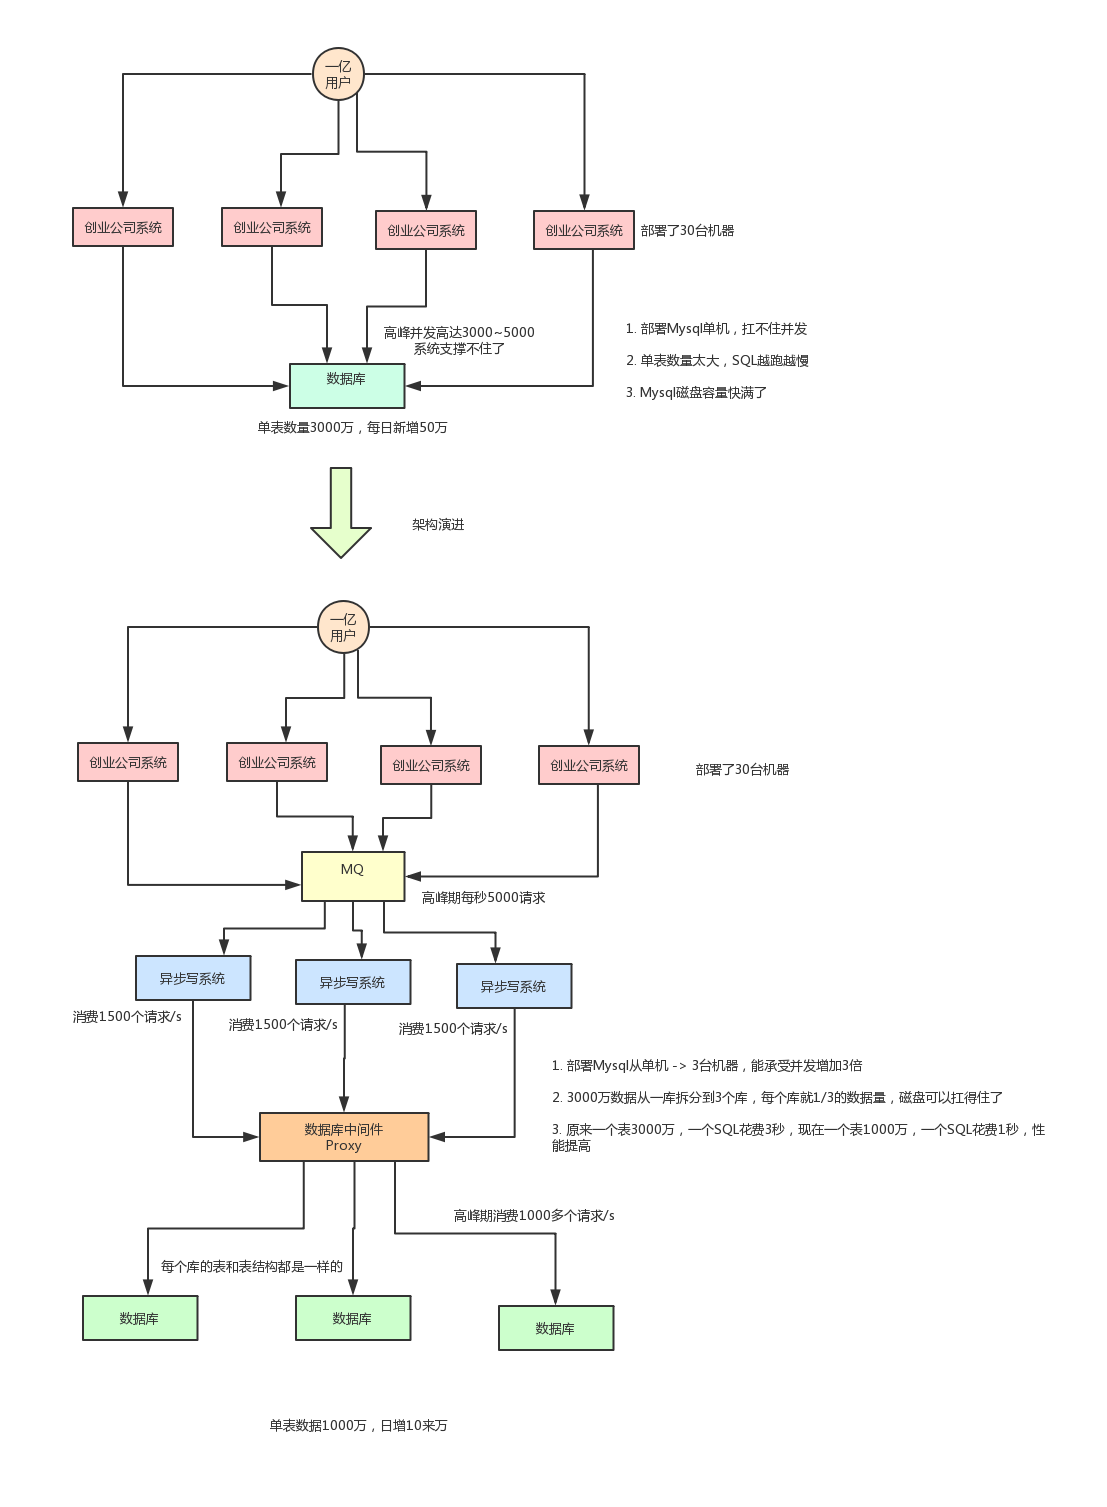 一亿
用户
创业公司系统
创业公司系统
创业公司系统
创业公司系统
部署了30台机器
高峰并发高达3000~5000
系统支撑不住了
1. 部署Mysql单机，扛不住并发
2. 单表数量太大，SQL越跑越慢
3. Mysql磁盘容量快满了
数据库
单表数量3000万，每日新增50万
架构演进
一亿
用户
创业公司系统
创业公司系统
创业公司系统
创业公司系统
部署了30台机器
MQ
高峰期每秒5000请求
异步写系统
异步写系统
异步写系统
消费1500个请求/s
消费1500个请求/s
消费1500个请求/s
1. 部署Mysql从单机 -> 3台机器，能承受并发增加3倍
2. 3000万数据从一库拆分到3个库，每个库就1/3的数据量，磁盘可以扛得住了
3. 原来一个表3000万，一个SQL花费3秒，现在一个表1000万，一个SQL花费1秒，性
能提高
数据库中间件
Proxy
高峰期消费1000多个请求/s
每个库的表和表结构都是一样的
数据库
数据库
数据库
单表数据1000万，日增10来万